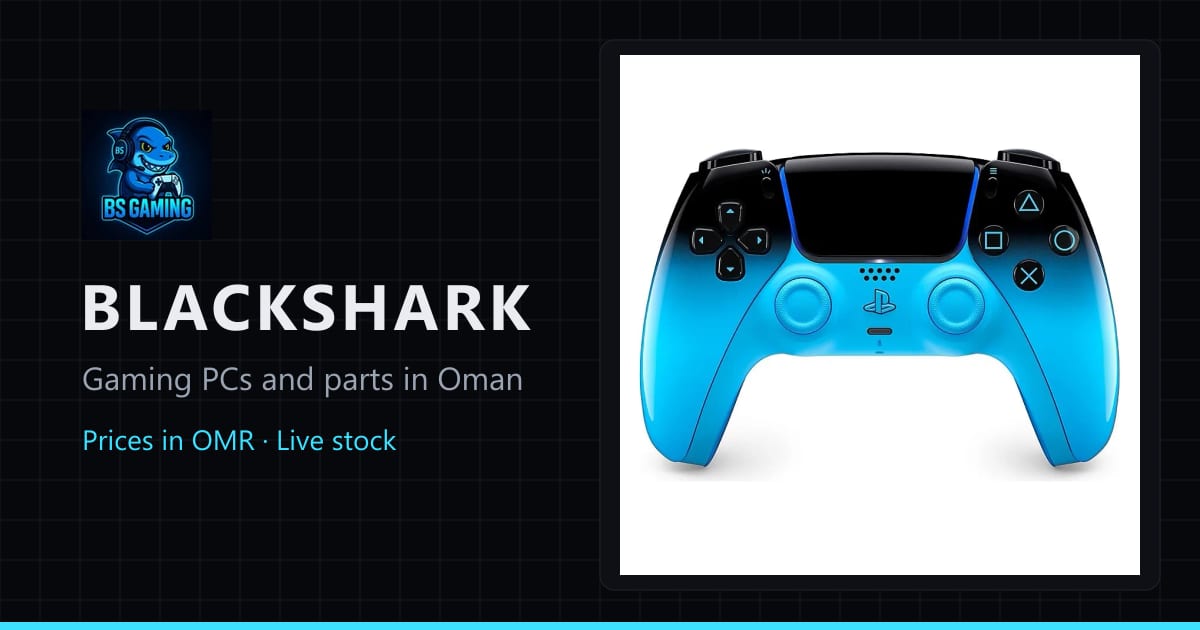 BS
BS GAMING
BLACKSHARK
Gaming PCs and parts in Oman
Prices in OMR · Live stock